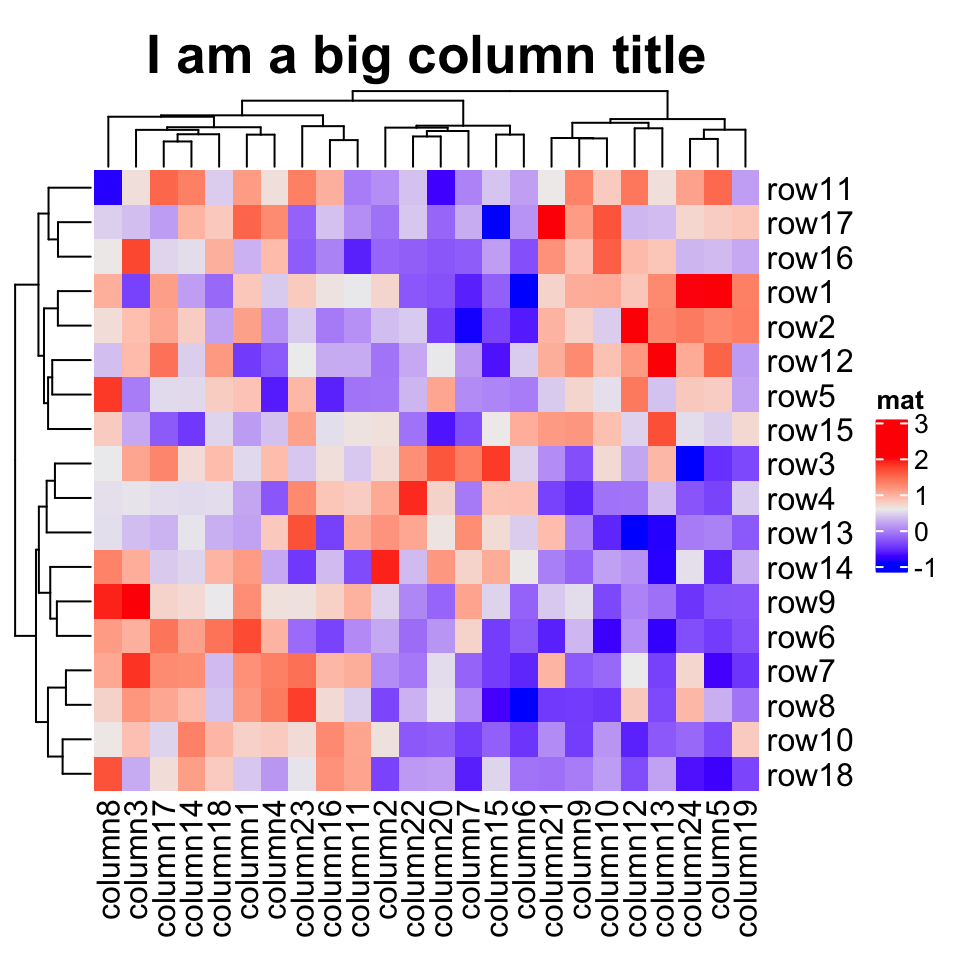 I am a big column title
row11
row17
row16
row1
row2
row12
row5
row15
row3
row4
row13
row14
row9
row6
row7
row8
row10
row18
mat
3
2
1
0
-1
column8
column3
column17
column14
column18
column1
column4
column23
column16
column11
column2
column22
column20
column7
column15
column6
column21
column9
column10
column12
column13
column24
column5
column19